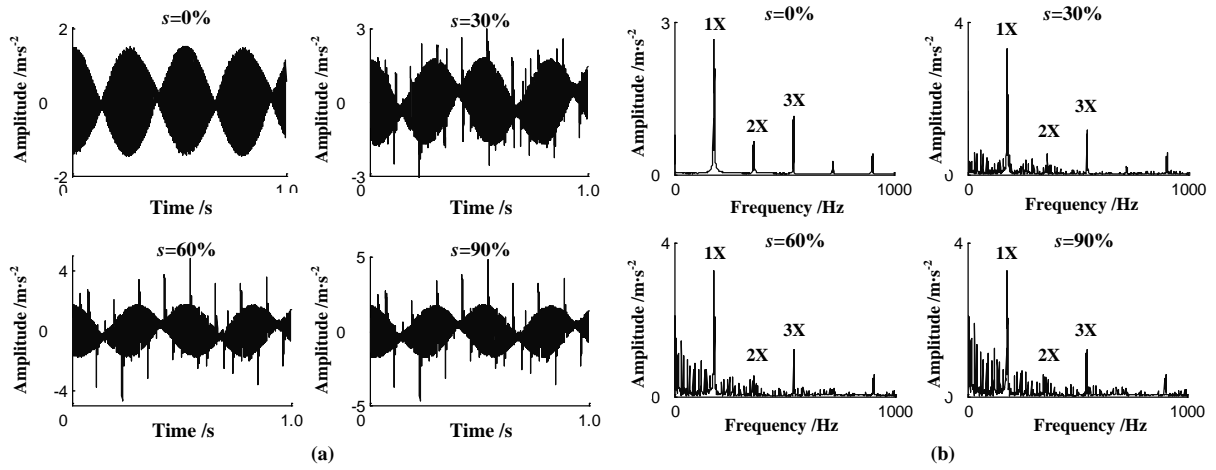 s=0%
Amplitude /m·s-2
2
0
-2
0
1.0
Time /s
s=30%
Amplitude /m·s-2
3
0
-3
0
1.0
Time /s
s=60%
Amplitude /m·s-2
4
0
-4
0
1.0
Time /s
s=90%
Amplitude /m·s-2
5
0
-5
0
1.0
Time /s
(a)
s=0%
Amplitude /m·s-2
3
0
1X
2X
3X
0
1000
Frequency /Hz
s=30%
Amplitude /m·s-2
4
0
1X
2X
3X
0
1000
Frequency /Hz
s=60%
Amplitude /m·s-2
4
0
1X
2X
3X
0
1000
Frequency /Hz
s=90%
Amplitude /m·s-2
4
0
1X
2X
3X
0
1000
Frequency /Hz
(b)